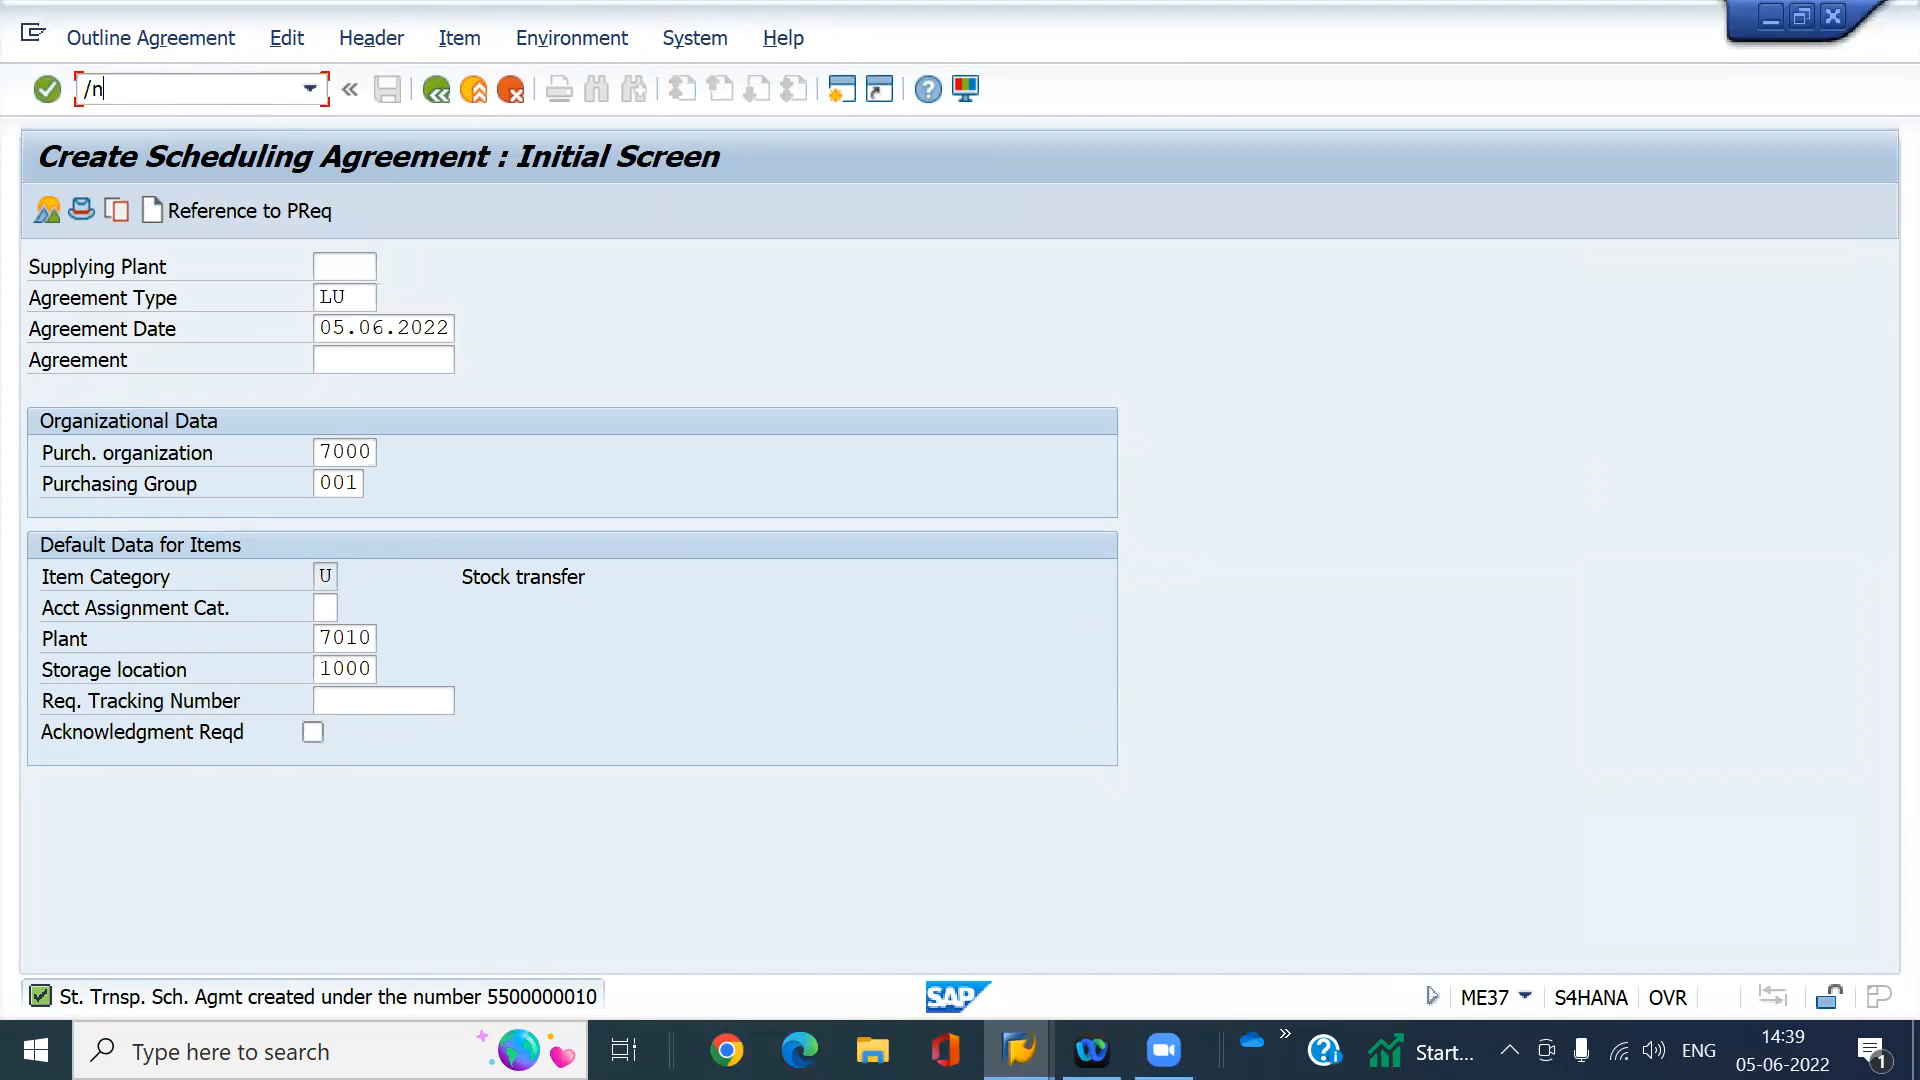 Outline Agreement Edit Header Item Environment System Help
/n
Create Scheduling Agreement : Initial Screen
Reference to PReq
Supplying Plant
Agreement Type LU
Agreement Date 05.06.2022
Agreement
Organizational Data
Purch. organization 7000
Purchasing Group 001
Default Data for Items
Item Category U Stock transfer
Acct Assignment Cat.
Plant 7010
Storage location 1000
Req. Tracking Number
Acknowledgment Reqd
St. Trnsp. Sch. Agmt created under the number 5500000010 SAP ME37 S4HANA OVR
Type here to search Start... ENG 14:39
05-06-2022 1